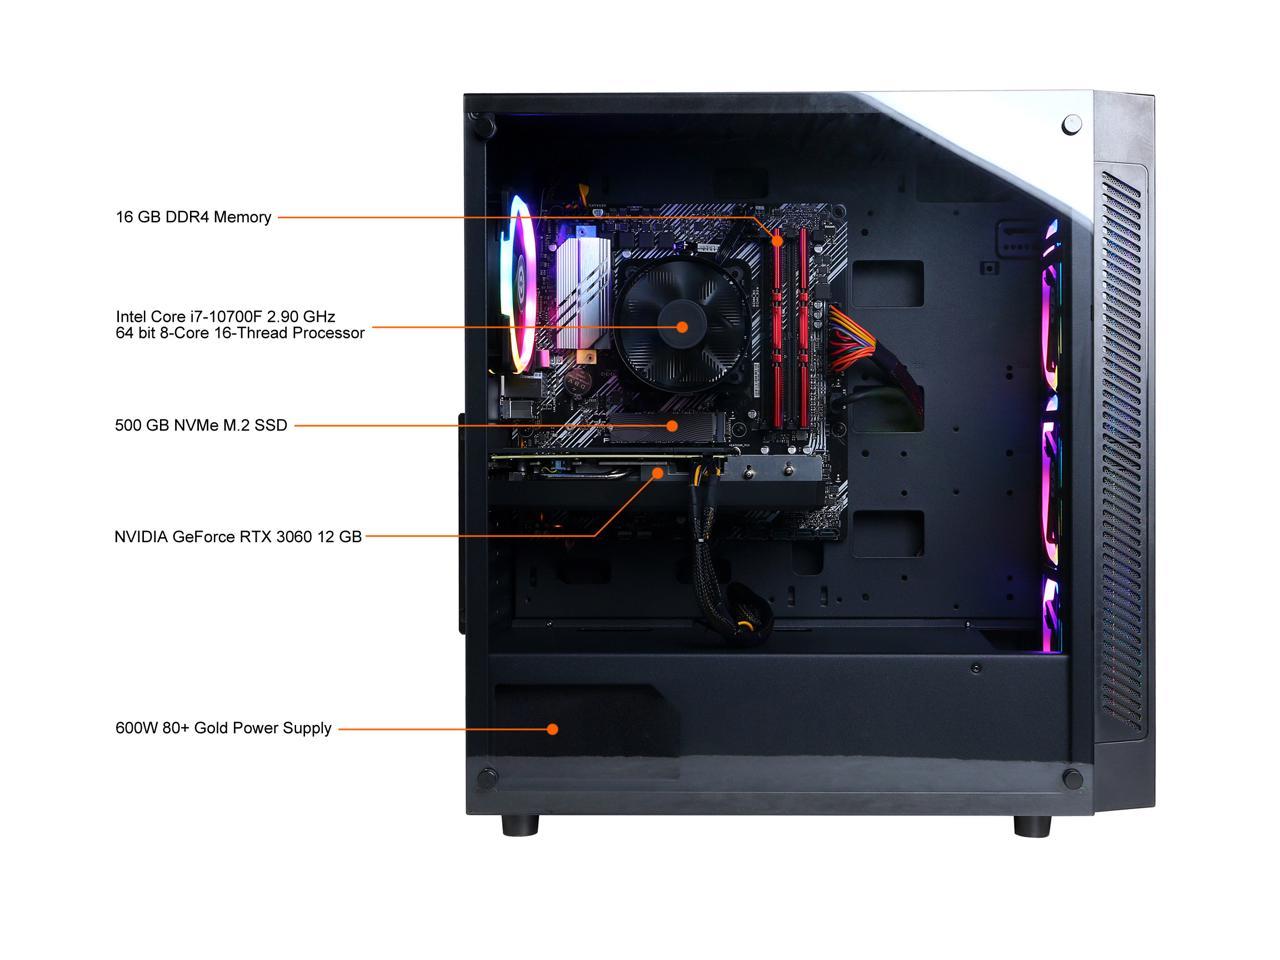 16 GB DDR4 Memory
Intel Core i7-10700F 2.90 GHz
64 bit 8-Core 16-Thread Processor
500 GB NVMe M.2 SSD
NVIDIA GeForce RTX 3060 12 GB
600W 80+ Gold Power Supply